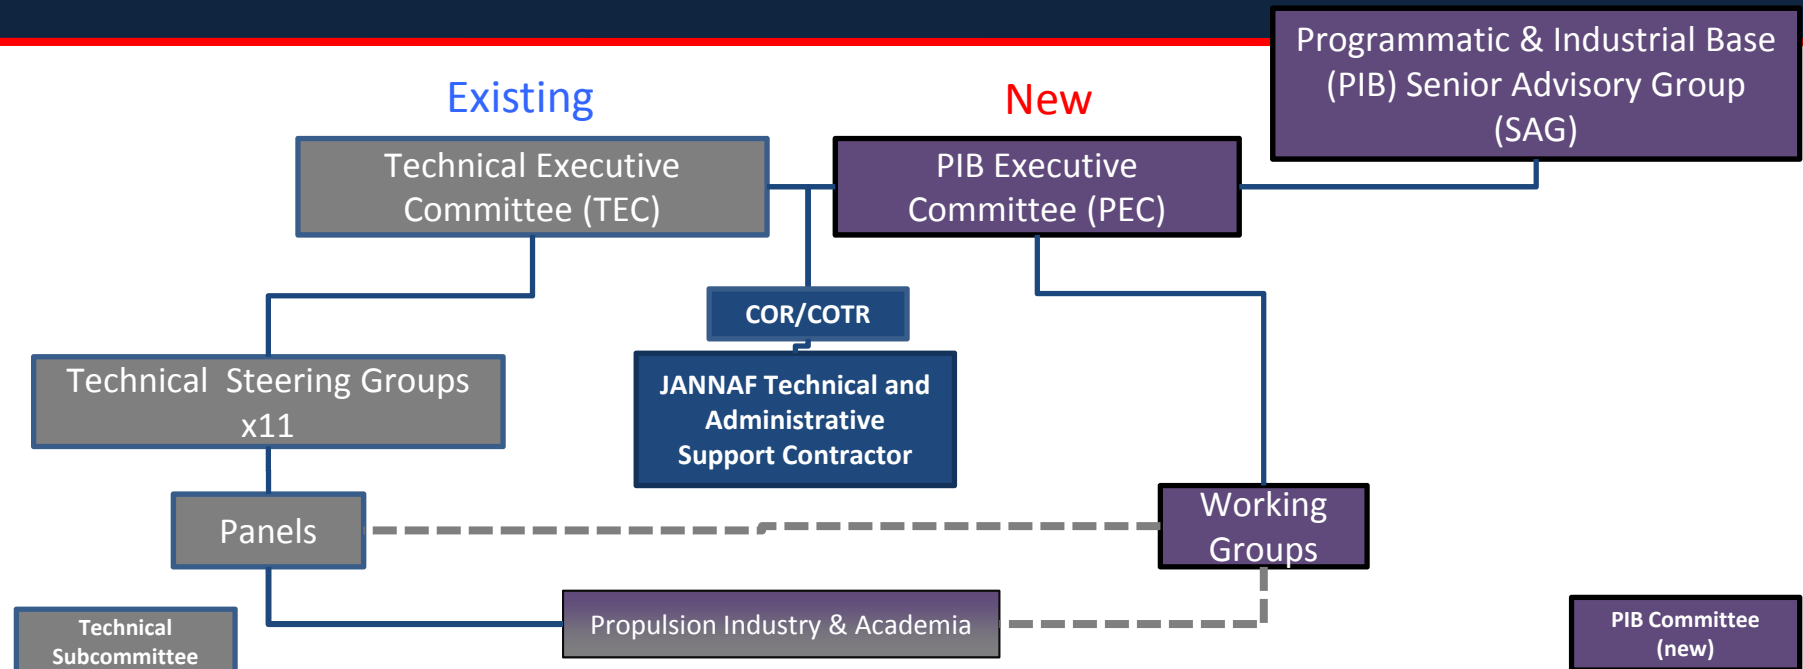 Programmatic & Industrial Base
(PIB) Senior Advisory Group
(SAG)
Existing
New
Technical Executive
Committee (TEC)
PIB Executive
Committee (PEC)
COR/COTR
Technical Steering Groups
x11
JANNAF Technical and
Administrative
Support Contractor
Panels
Working
Groups
Propulsion Industry & Academia
Technical
Subcommittee
PIB Committee
(new)